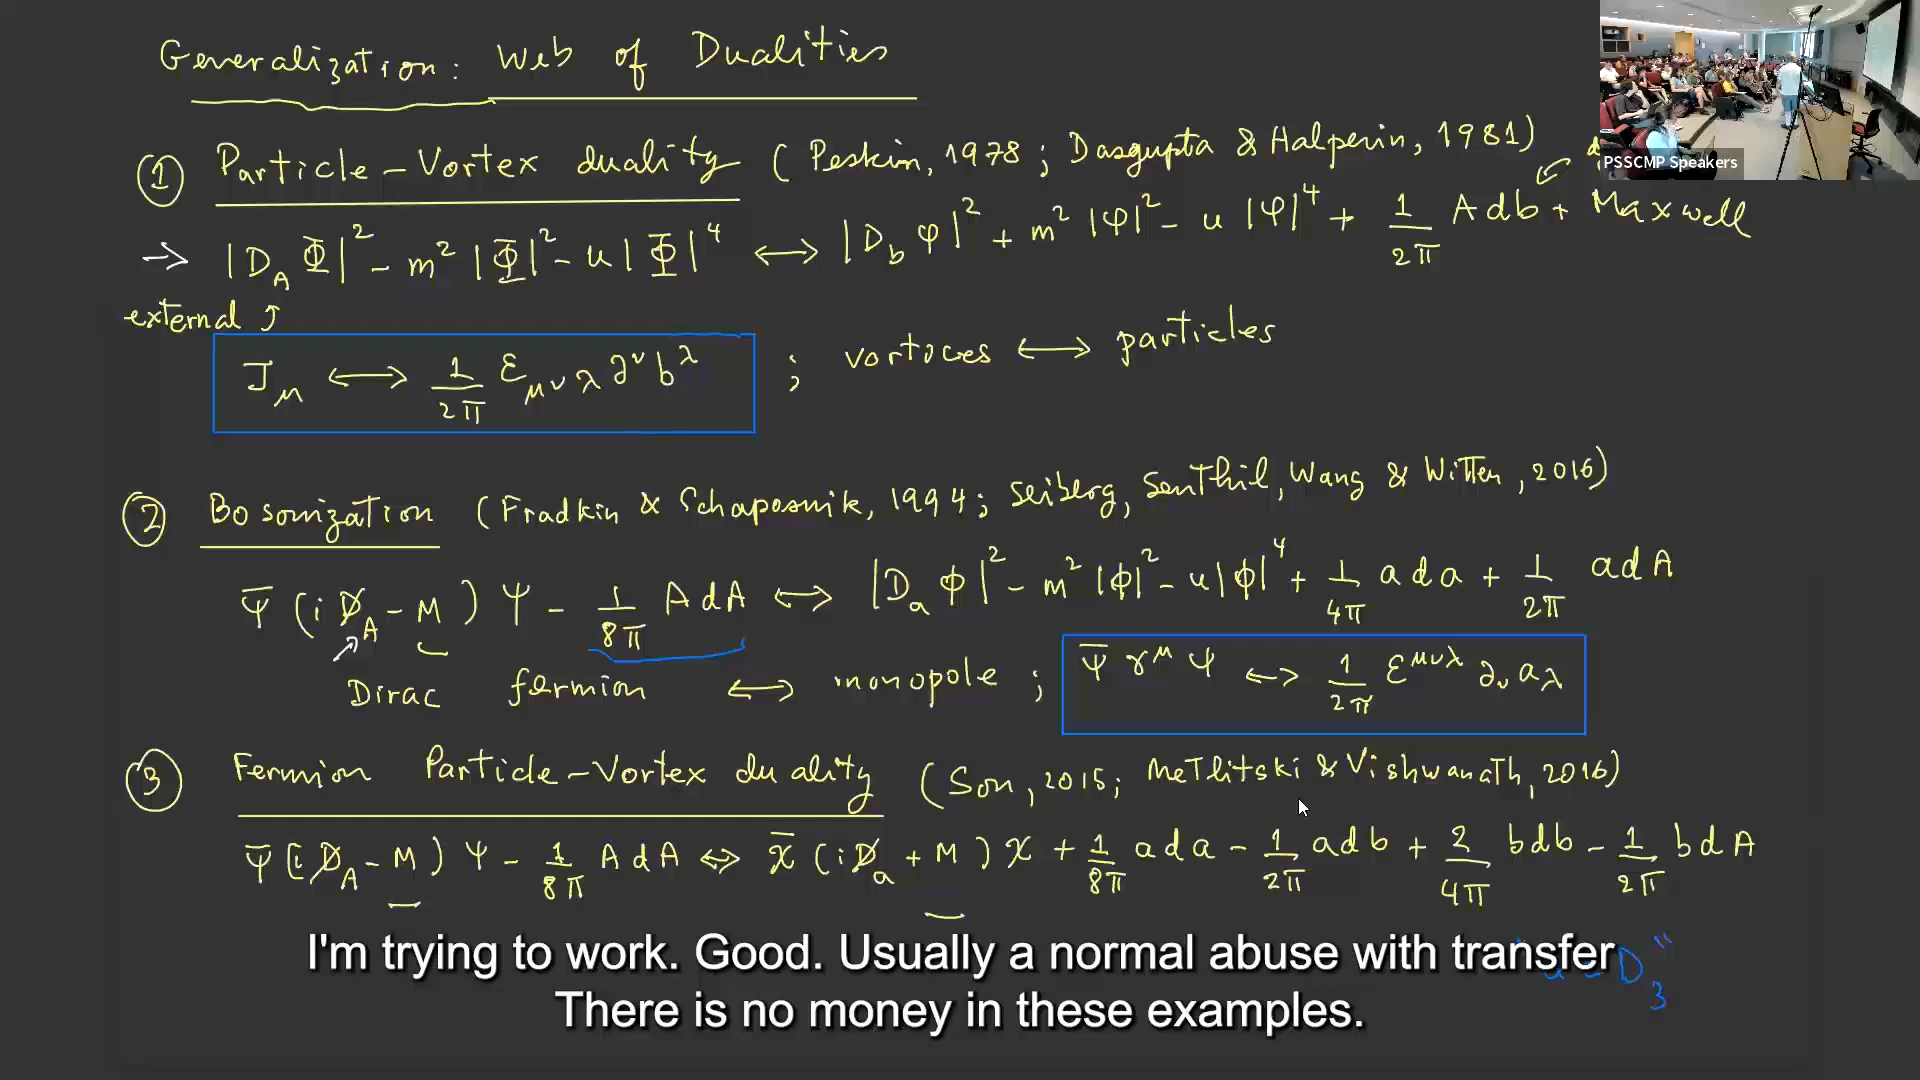 Generalization: Web of Dualities
① Particle-Vortex duality (Peskin, 1978; Dasgupta & Halperin, 1981)
PSSCMP Speakers
→ |D_A Φ|² - m² |Φ|² - u |Φ|⁴ ⟷ |D_b φ|² + m² |φ|² - u |φ|⁴ + 1/2π Adb + Maxwell
external
J_μ ⟷ 1/2π ε_μνλ ∂^ν b^λ ; vortices ⟷ particles
② Bosonization (Fradkin & Schaposnik, 1994; Seiberg, Senthil, Wang & Witten, 2016)
Ψ̄ (i D̸_A - M) Ψ - 1/8π AdA ⟷ |D_a ϕ|² - m² |ϕ|² - u |ϕ|⁴ + 1/4π ada + 1/2π adA
Dirac fermion ⟷ monopole ; Ψ̄ γ^μ Ψ ⟷ 1/2π ε^μνλ ∂_ν a_λ
③ Fermion Particle-Vortex duality (Son, 2015; Metlitski & Vishwanath, 2016)
Ψ̄ [i D̸_A - M) Ψ - 1/8π AdA ⟷ χ̄ (i D̸_a + M) χ + 1/8π ada - 1/2π adb + 2/4π bdb - 1/2π bdA
I'm trying to work. Good. Usually a normal abuse with transfer
There is no money in these examples.